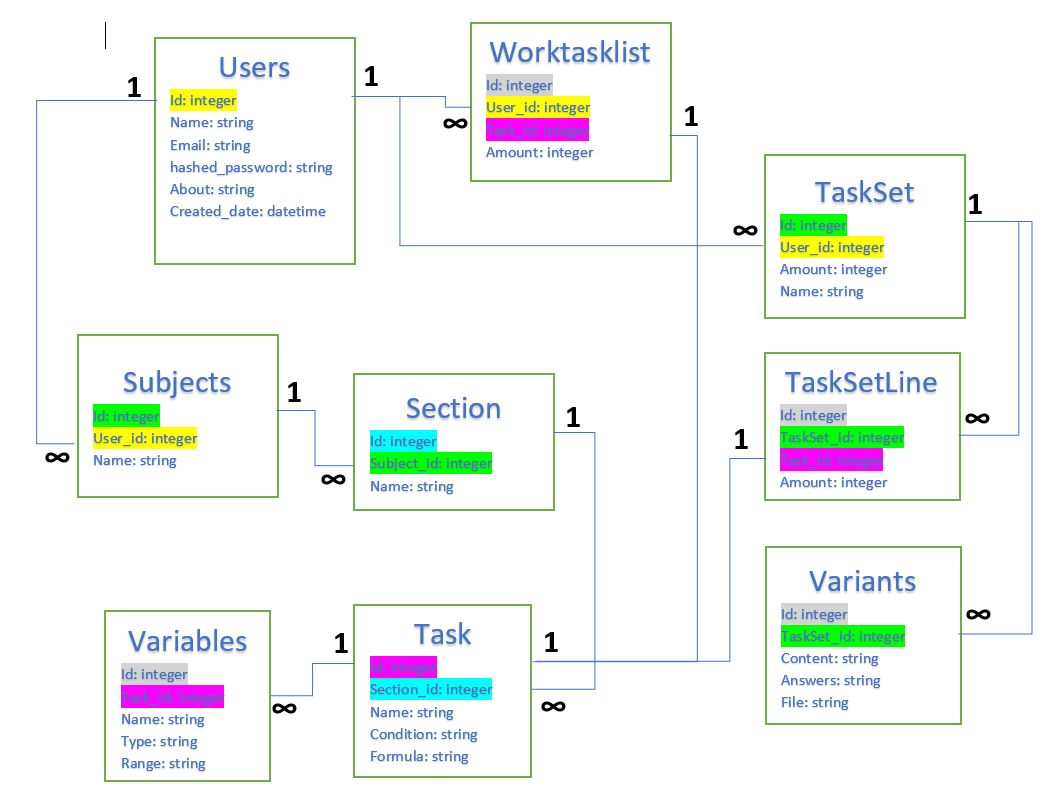 Users
Id: integer
Name: string
Email: string
hashed_password: string
About: string
Created_date: datetime
1
1
∞
Worktasklist
Id: integer
User_id: integer
Task_id: integer
Amount: integer
1
TaskSet
Id: integer
User_id: integer
Amount: integer
Name: string
∞
1
Subjects
Id: integer
User_id: integer
Name: string
∞
1
Section
Id: integer
Subject_id: integer
Name: string
∞
1
TaskSetLine
Id: integer
TaskSet_id: integer
Task_id: integer
Amount: integer
1
∞
Variables
Id: integer
Task_id: integer
Name: string
Type: string
Range: string
∞
1
Task
Id: integer
Section_id: integer
Name: string
Condition: string
Formula: string
1
∞
Variants
Id: integer
TaskSet_id: integer
Content: string
Answers: string
File: string
∞